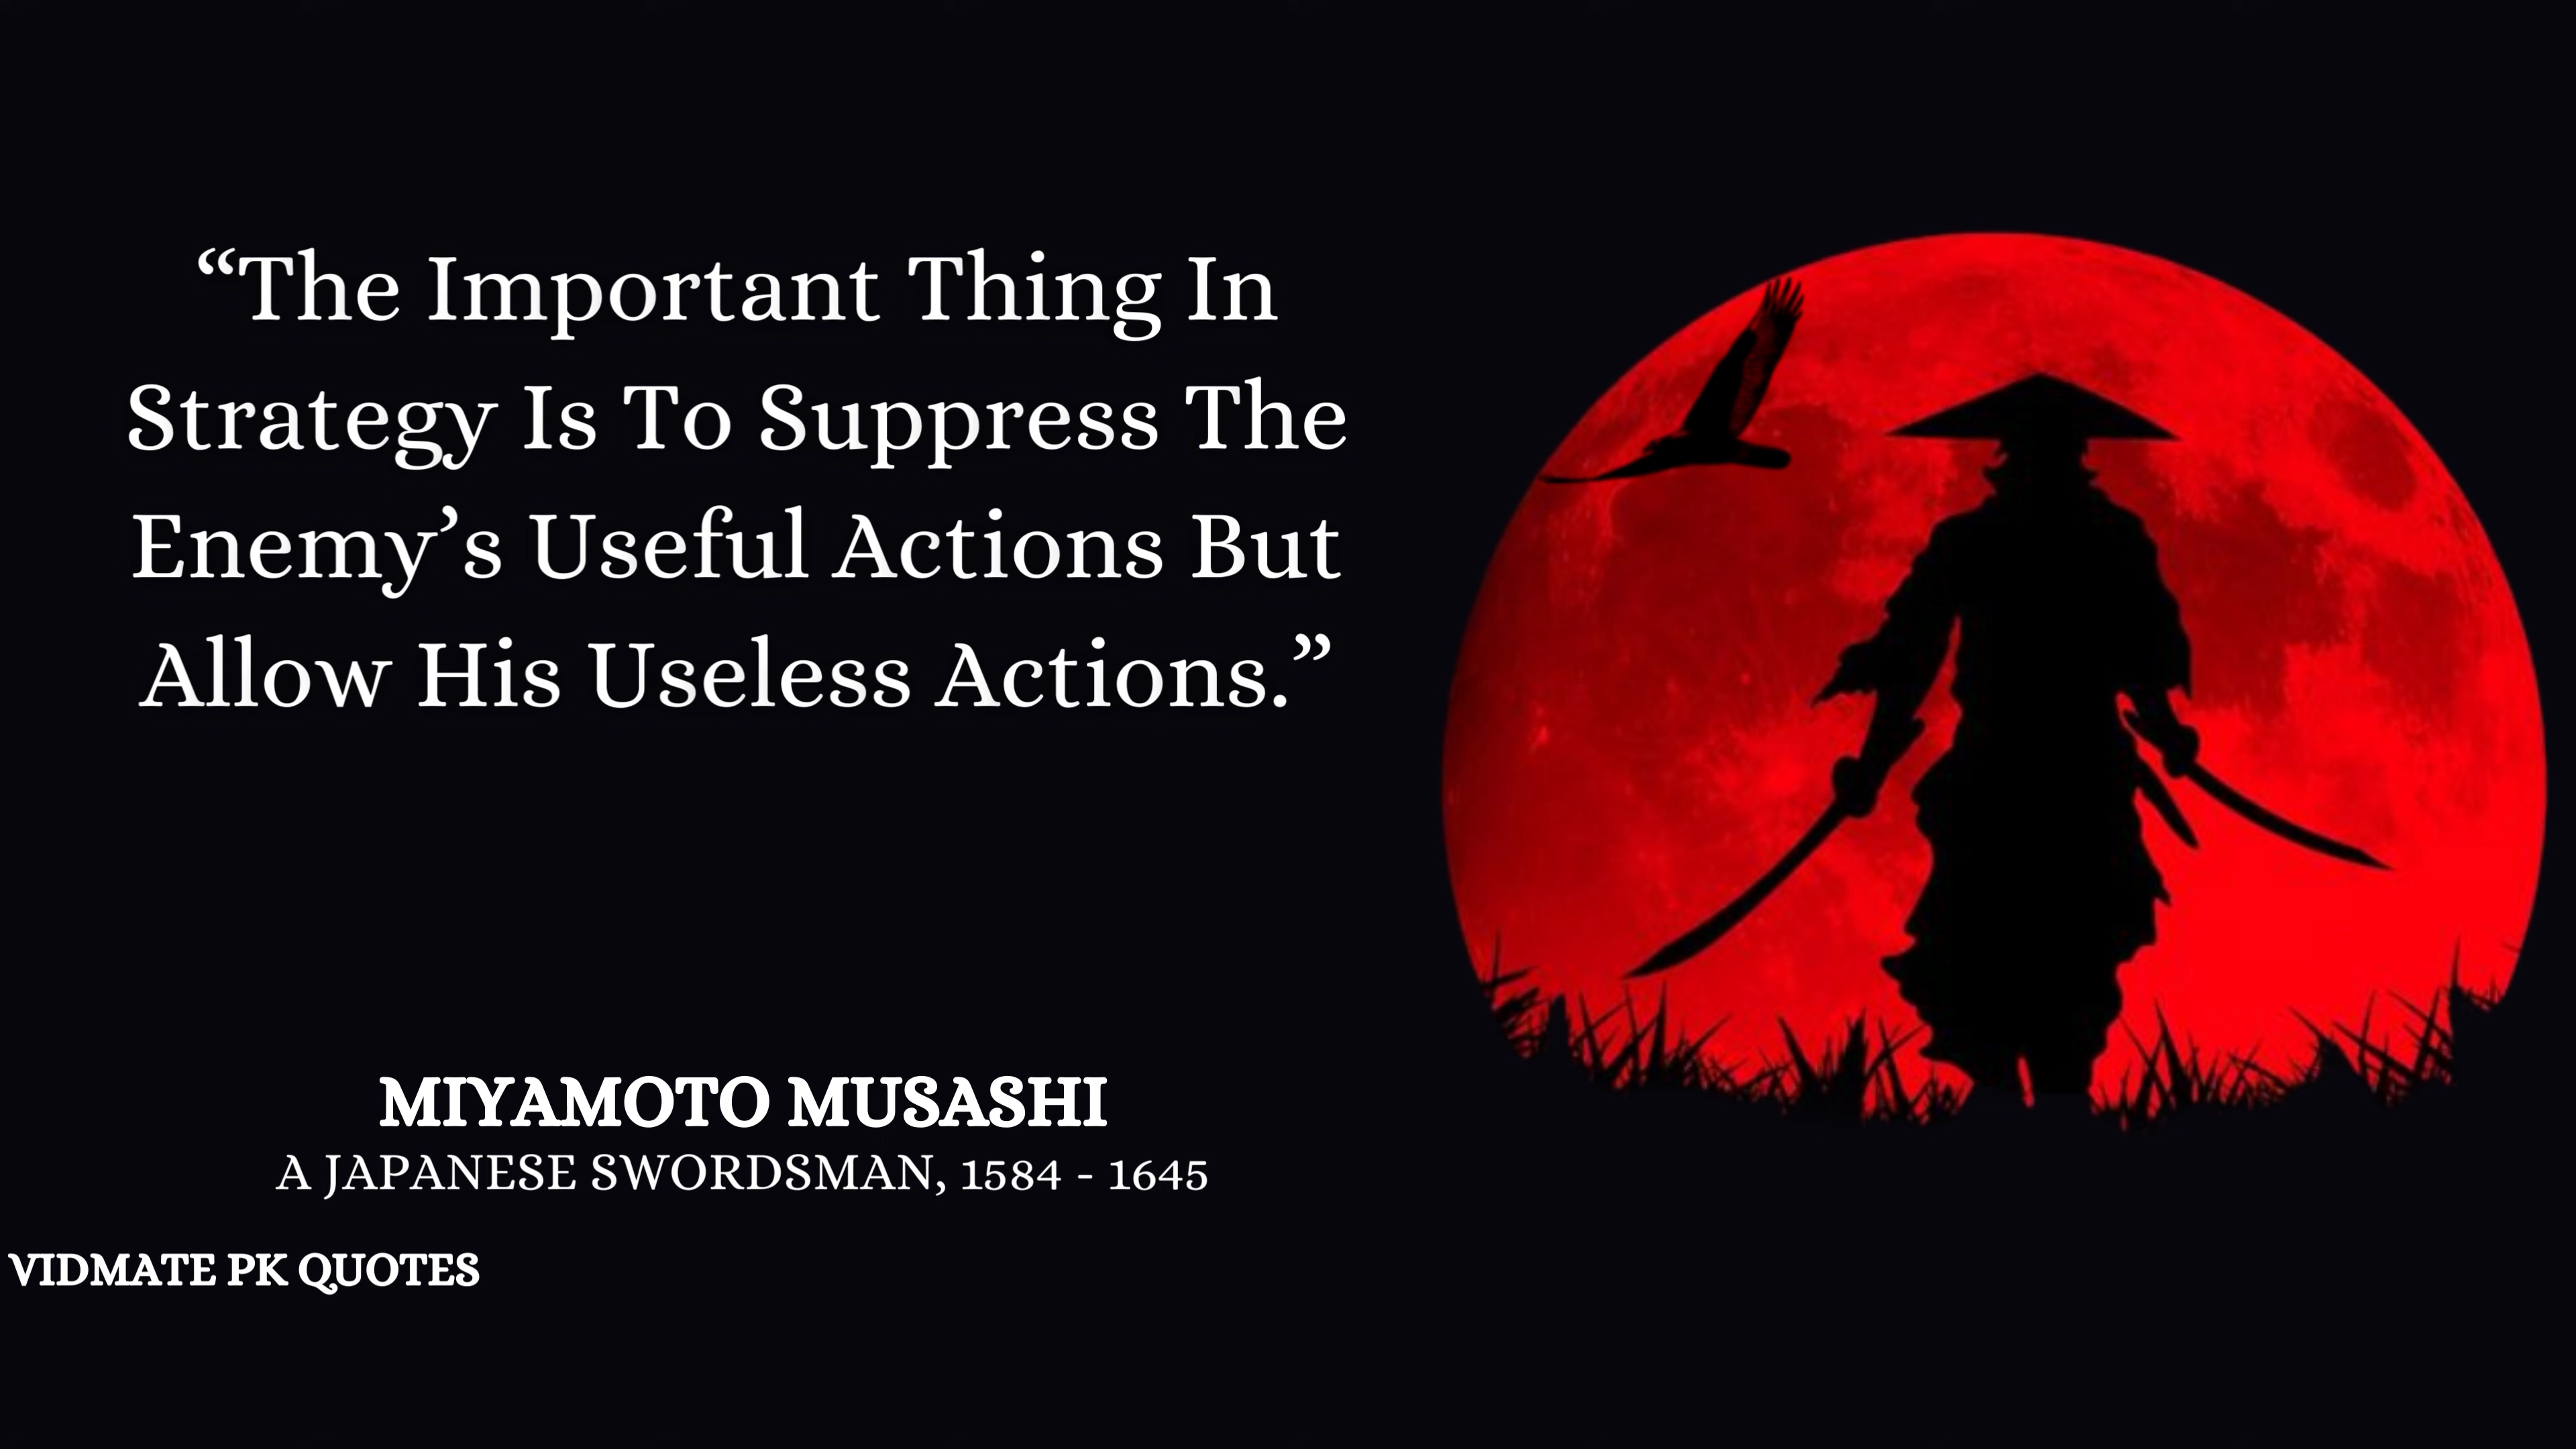 “The Important Thing In
Strategy Is To Suppress The
Enemy’s Useful Actions But
Allow His Useless Actions.”
MIYAMOTO MUSASHI
A JAPANESE SWORDSMAN, 1584 - 1645
VIDMATE PK QUOTES